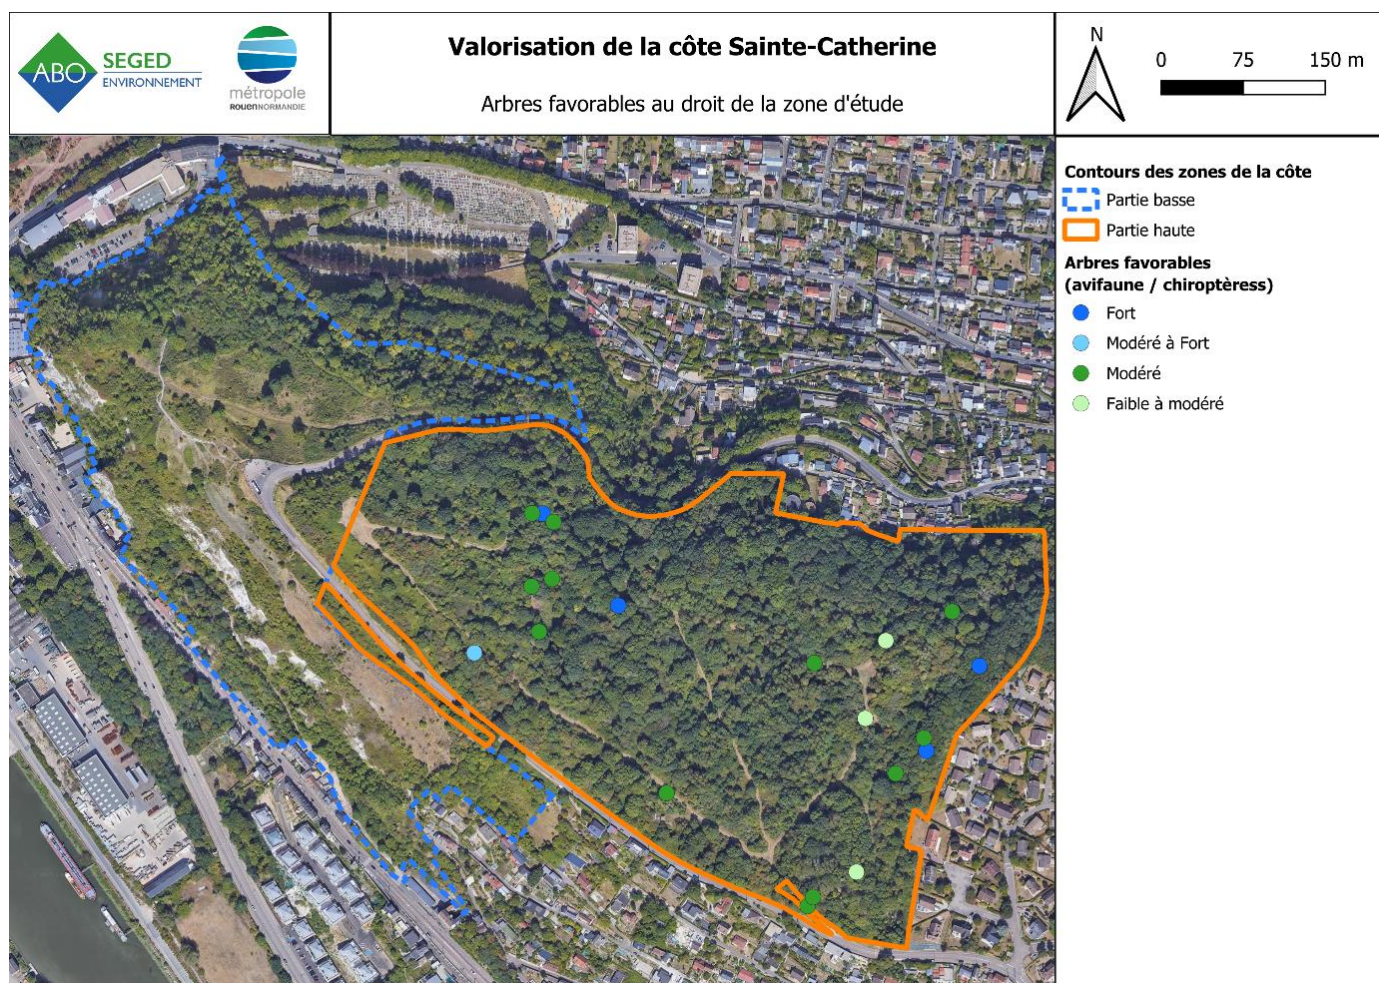 ABO
SEGED
ENVIRONNEMENT
métropole
ROUENNORMANDIE
Valorisation de la côte Sainte-Catherine
Arbres favorables au droit de la zone d'étude
N
0 75 150 m
Contours des zones de la côte
Partie basse
Partie haute
Arbres favorables
(avifaune / chiroptèress)
Fort
Modéré à Fort
Modéré
Faible à modéré